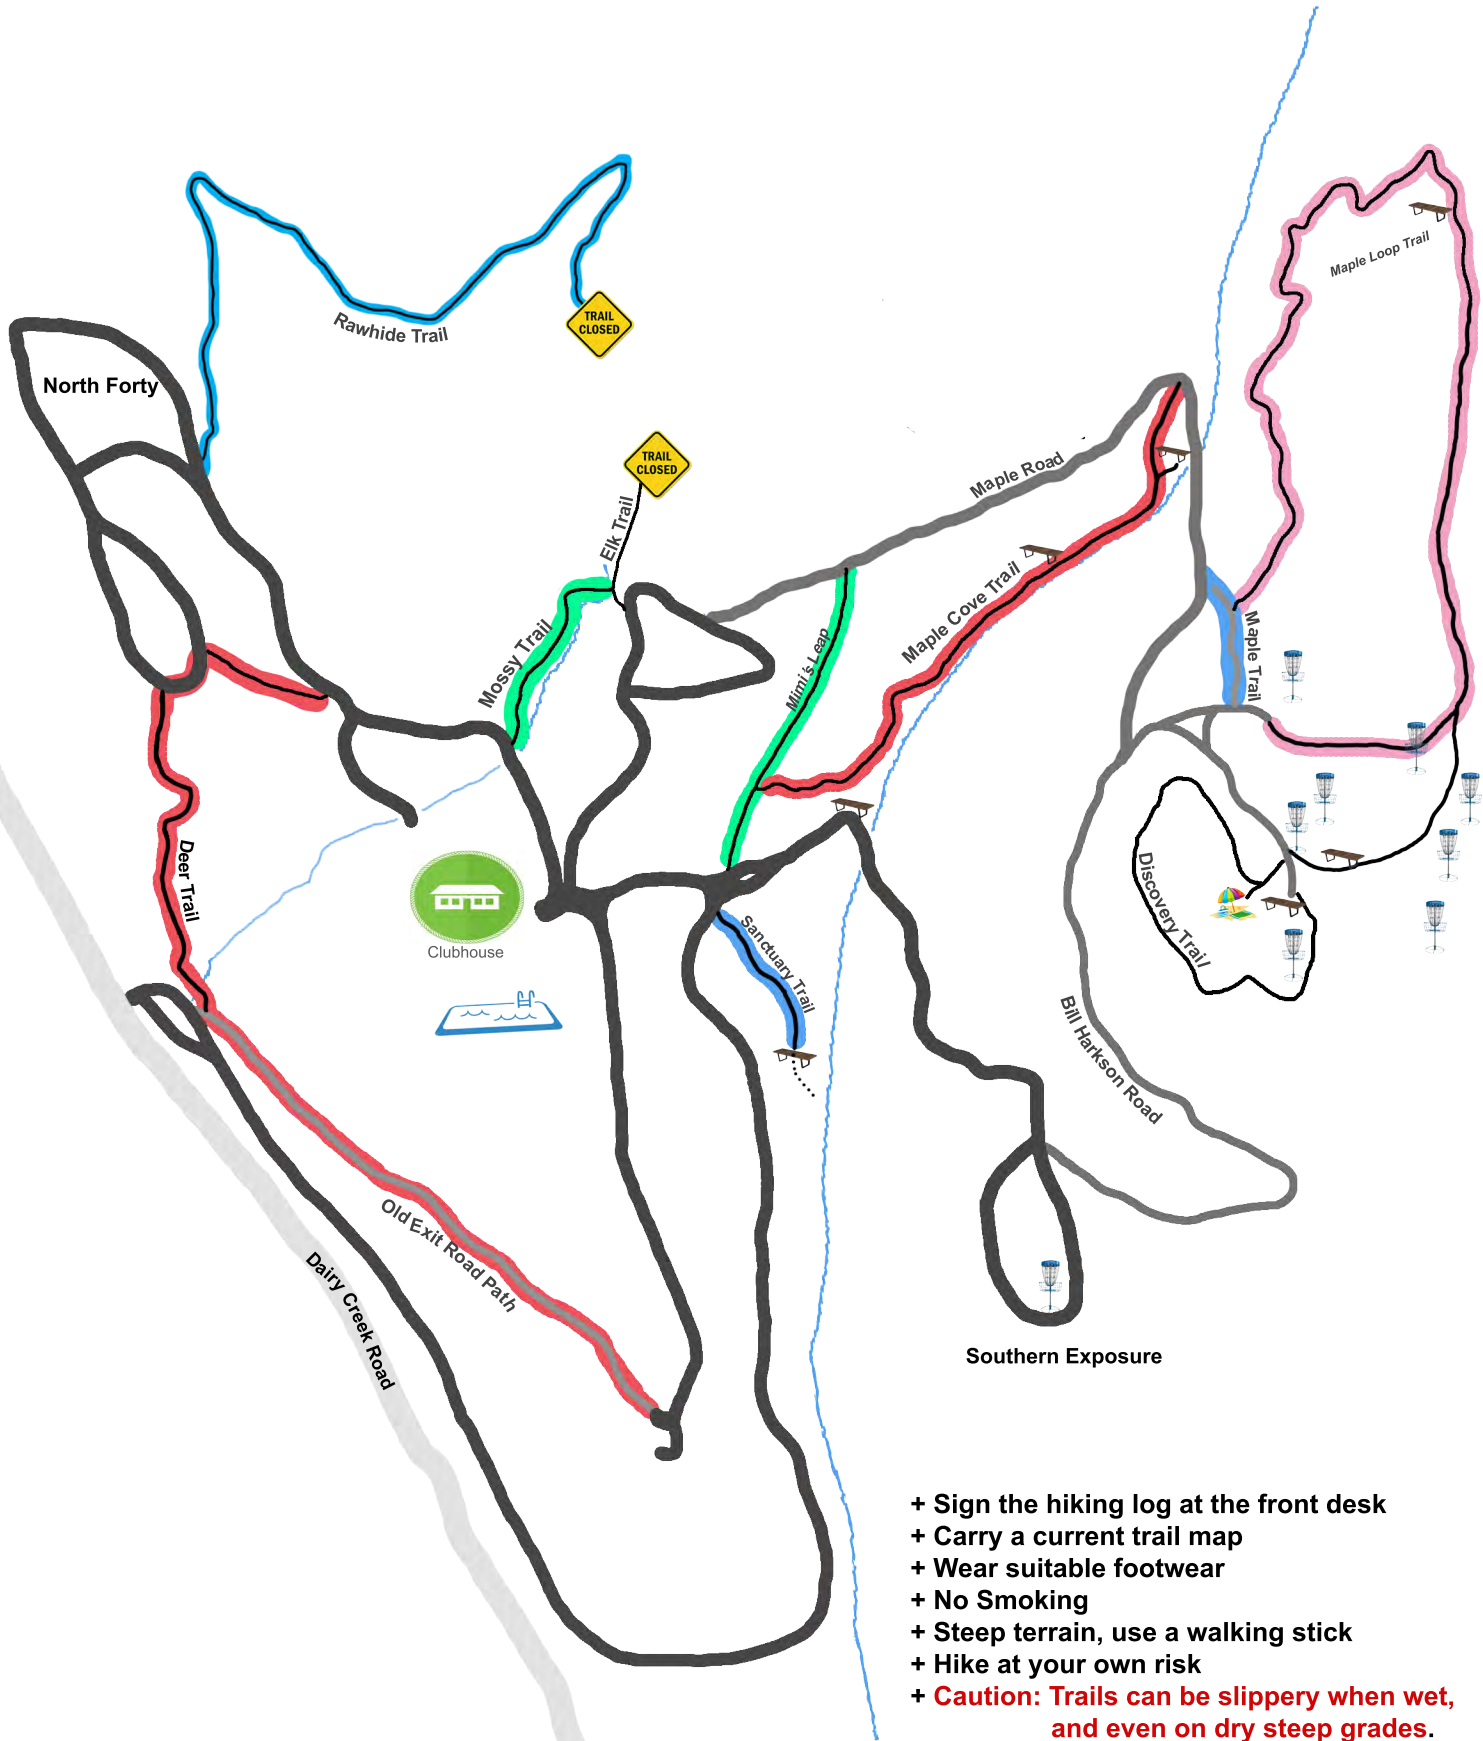 Maple Loop Trail
TRAIL
CLOSED
Rawhide Trail
North Forty
TRAIL
CLOSED
Maple Road
Elk Trail
Maple Cove Trail
Mossy Trail
Mimi's Leap
Maple Trail
Deer Trail
Discovery Trail
Clubhouse
Sanctuary Trail
Bill Harkson Road
Old Exit Road Path
Dairy Creek Road
Southern Exposure
+ Sign the hiking log at the front desk
+ Carry a current trail map
+ Wear suitable footwear
+ No Smoking
+ Steep terrain, use a walking stick
+ Hike at your own risk
+ Caution: Trails can be slippery when wet,
and even on dry steep grades.